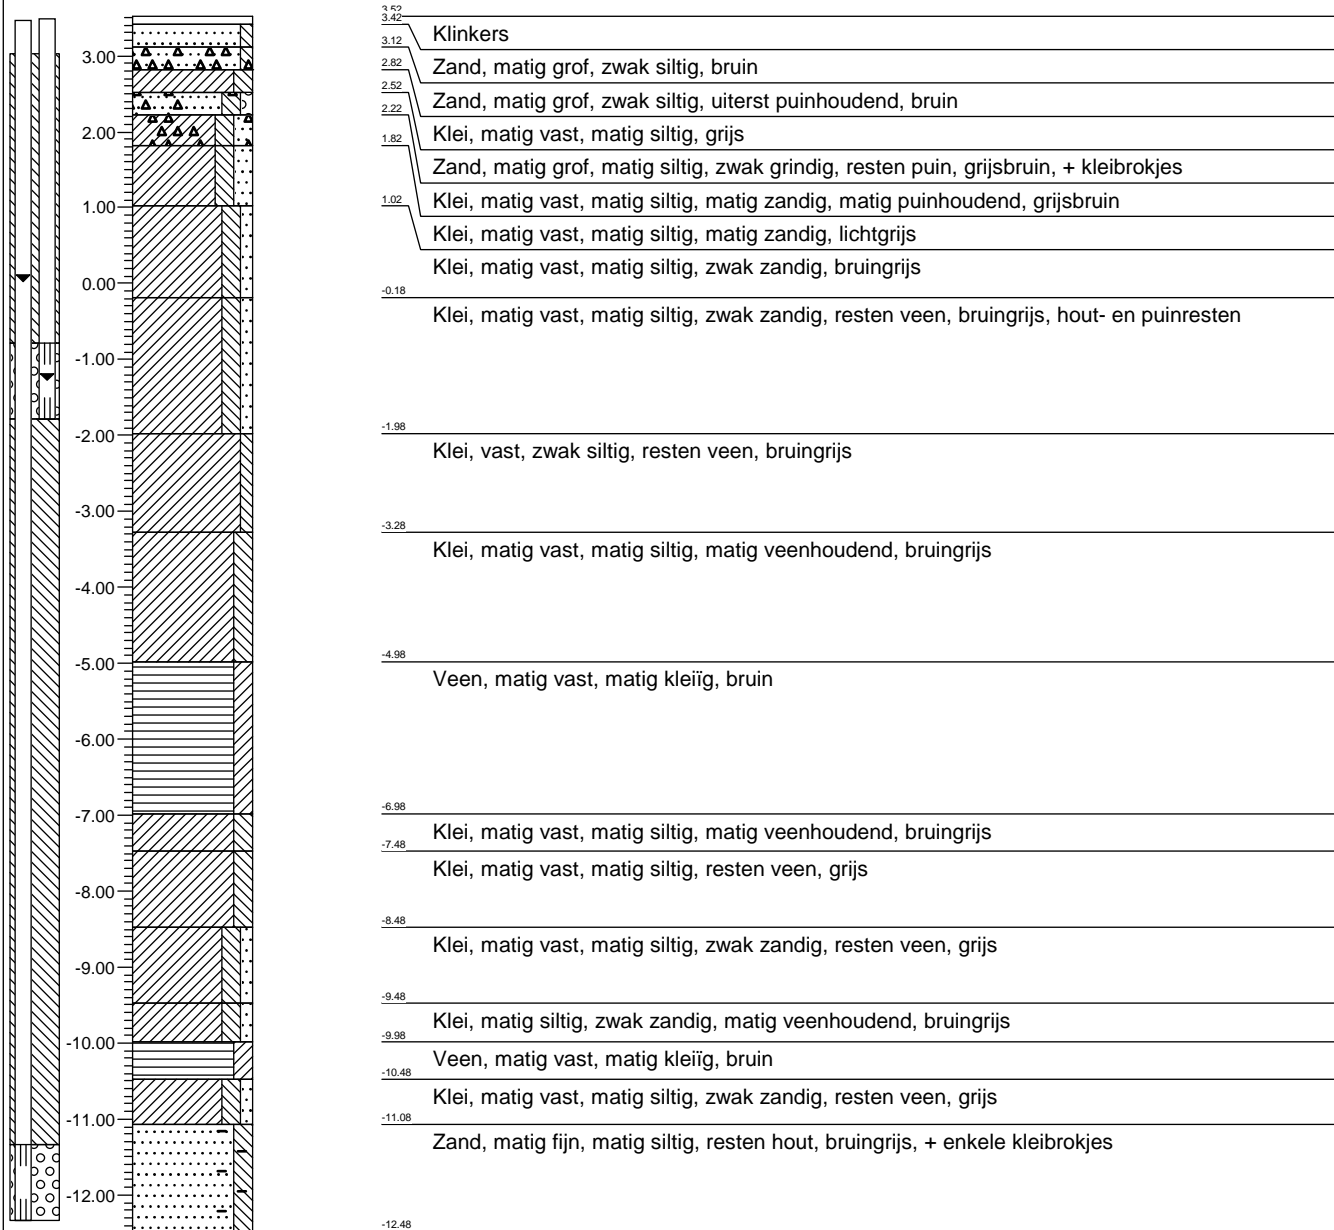 3.52
3.42
Klinkers
3.12
Zand, matig grof, zwak siltig, bruin
2.82
Zand, matig grof, zwak siltig, uiterst puinhoudend, bruin
2.52
Klei, matig vast, matig siltig, grijs
2.22
Zand, matig grof, matig siltig, zwak grindig, resten puin, grijsbruin, + kleibrokjes
1.82
Klei, matig vast, matig siltig, matig zandig, matig puinhoudend, grijsbruin
Klei, matig vast, matig siltig, matig zandig, lichtgrijs
1.02
Klei, matig vast, matig siltig, zwak zandig, bruingrijs
-0.18
Klei, matig vast, matig siltig, zwak zandig, resten veen, bruingrijs, hout- en puinresten
-1.98
Klei, vast, zwak siltig, resten veen, bruingrijs
-3.28
Klei, matig vast, matig siltig, matig veenhoudend, bruingrijs
-4.98
Veen, matig vast, matig kleiïg, bruin
-6.98
Klei, matig vast, matig siltig, matig veenhoudend, bruingrijs
-7.48
Klei, matig vast, matig siltig, resten veen, grijs
-8.48
Klei, matig vast, matig siltig, zwak zandig, resten veen, grijs
-9.48
Klei, matig siltig, zwak zandig, matig veenhoudend, bruingrijs
-9.98
Veen, matig vast, matig kleiïg, bruin
-10.48
Klei, matig vast, matig siltig, zwak zandig, resten veen, grijs
-11.08
Zand, matig fijn, matig siltig, resten hout, bruingrijs, + enkele kleibrokjes
-12.48
3.00
2.00
1.00
0.00
-1.00
-2.00
-3.00
-4.00
-5.00
-6.00
-7.00
-8.00
-9.00
-10.00
-11.00
-12.00